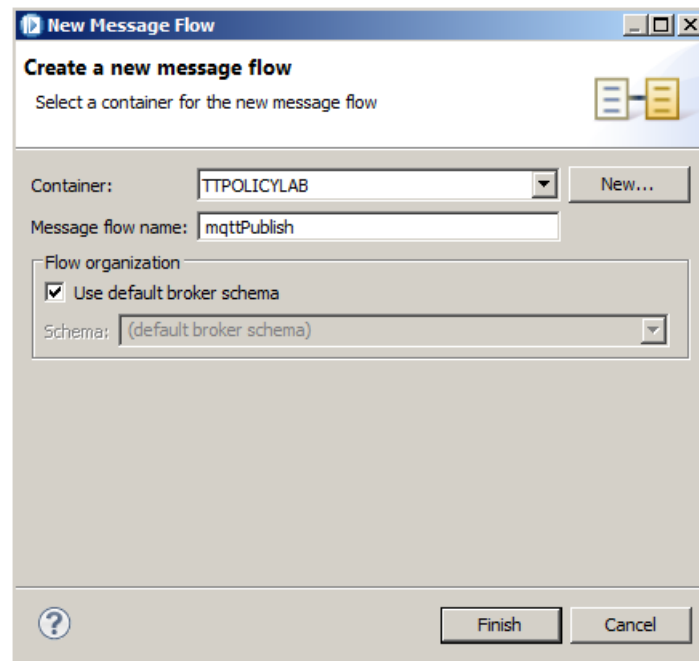 New Message Flow
Create a new message flow
Select a container for the new message flow
Container: TTPOLICYLAB New...
Message flow name: mqttPublish
Flow organization
Use default broker schema
Schema: (default broker schema)
? Finish Cancel